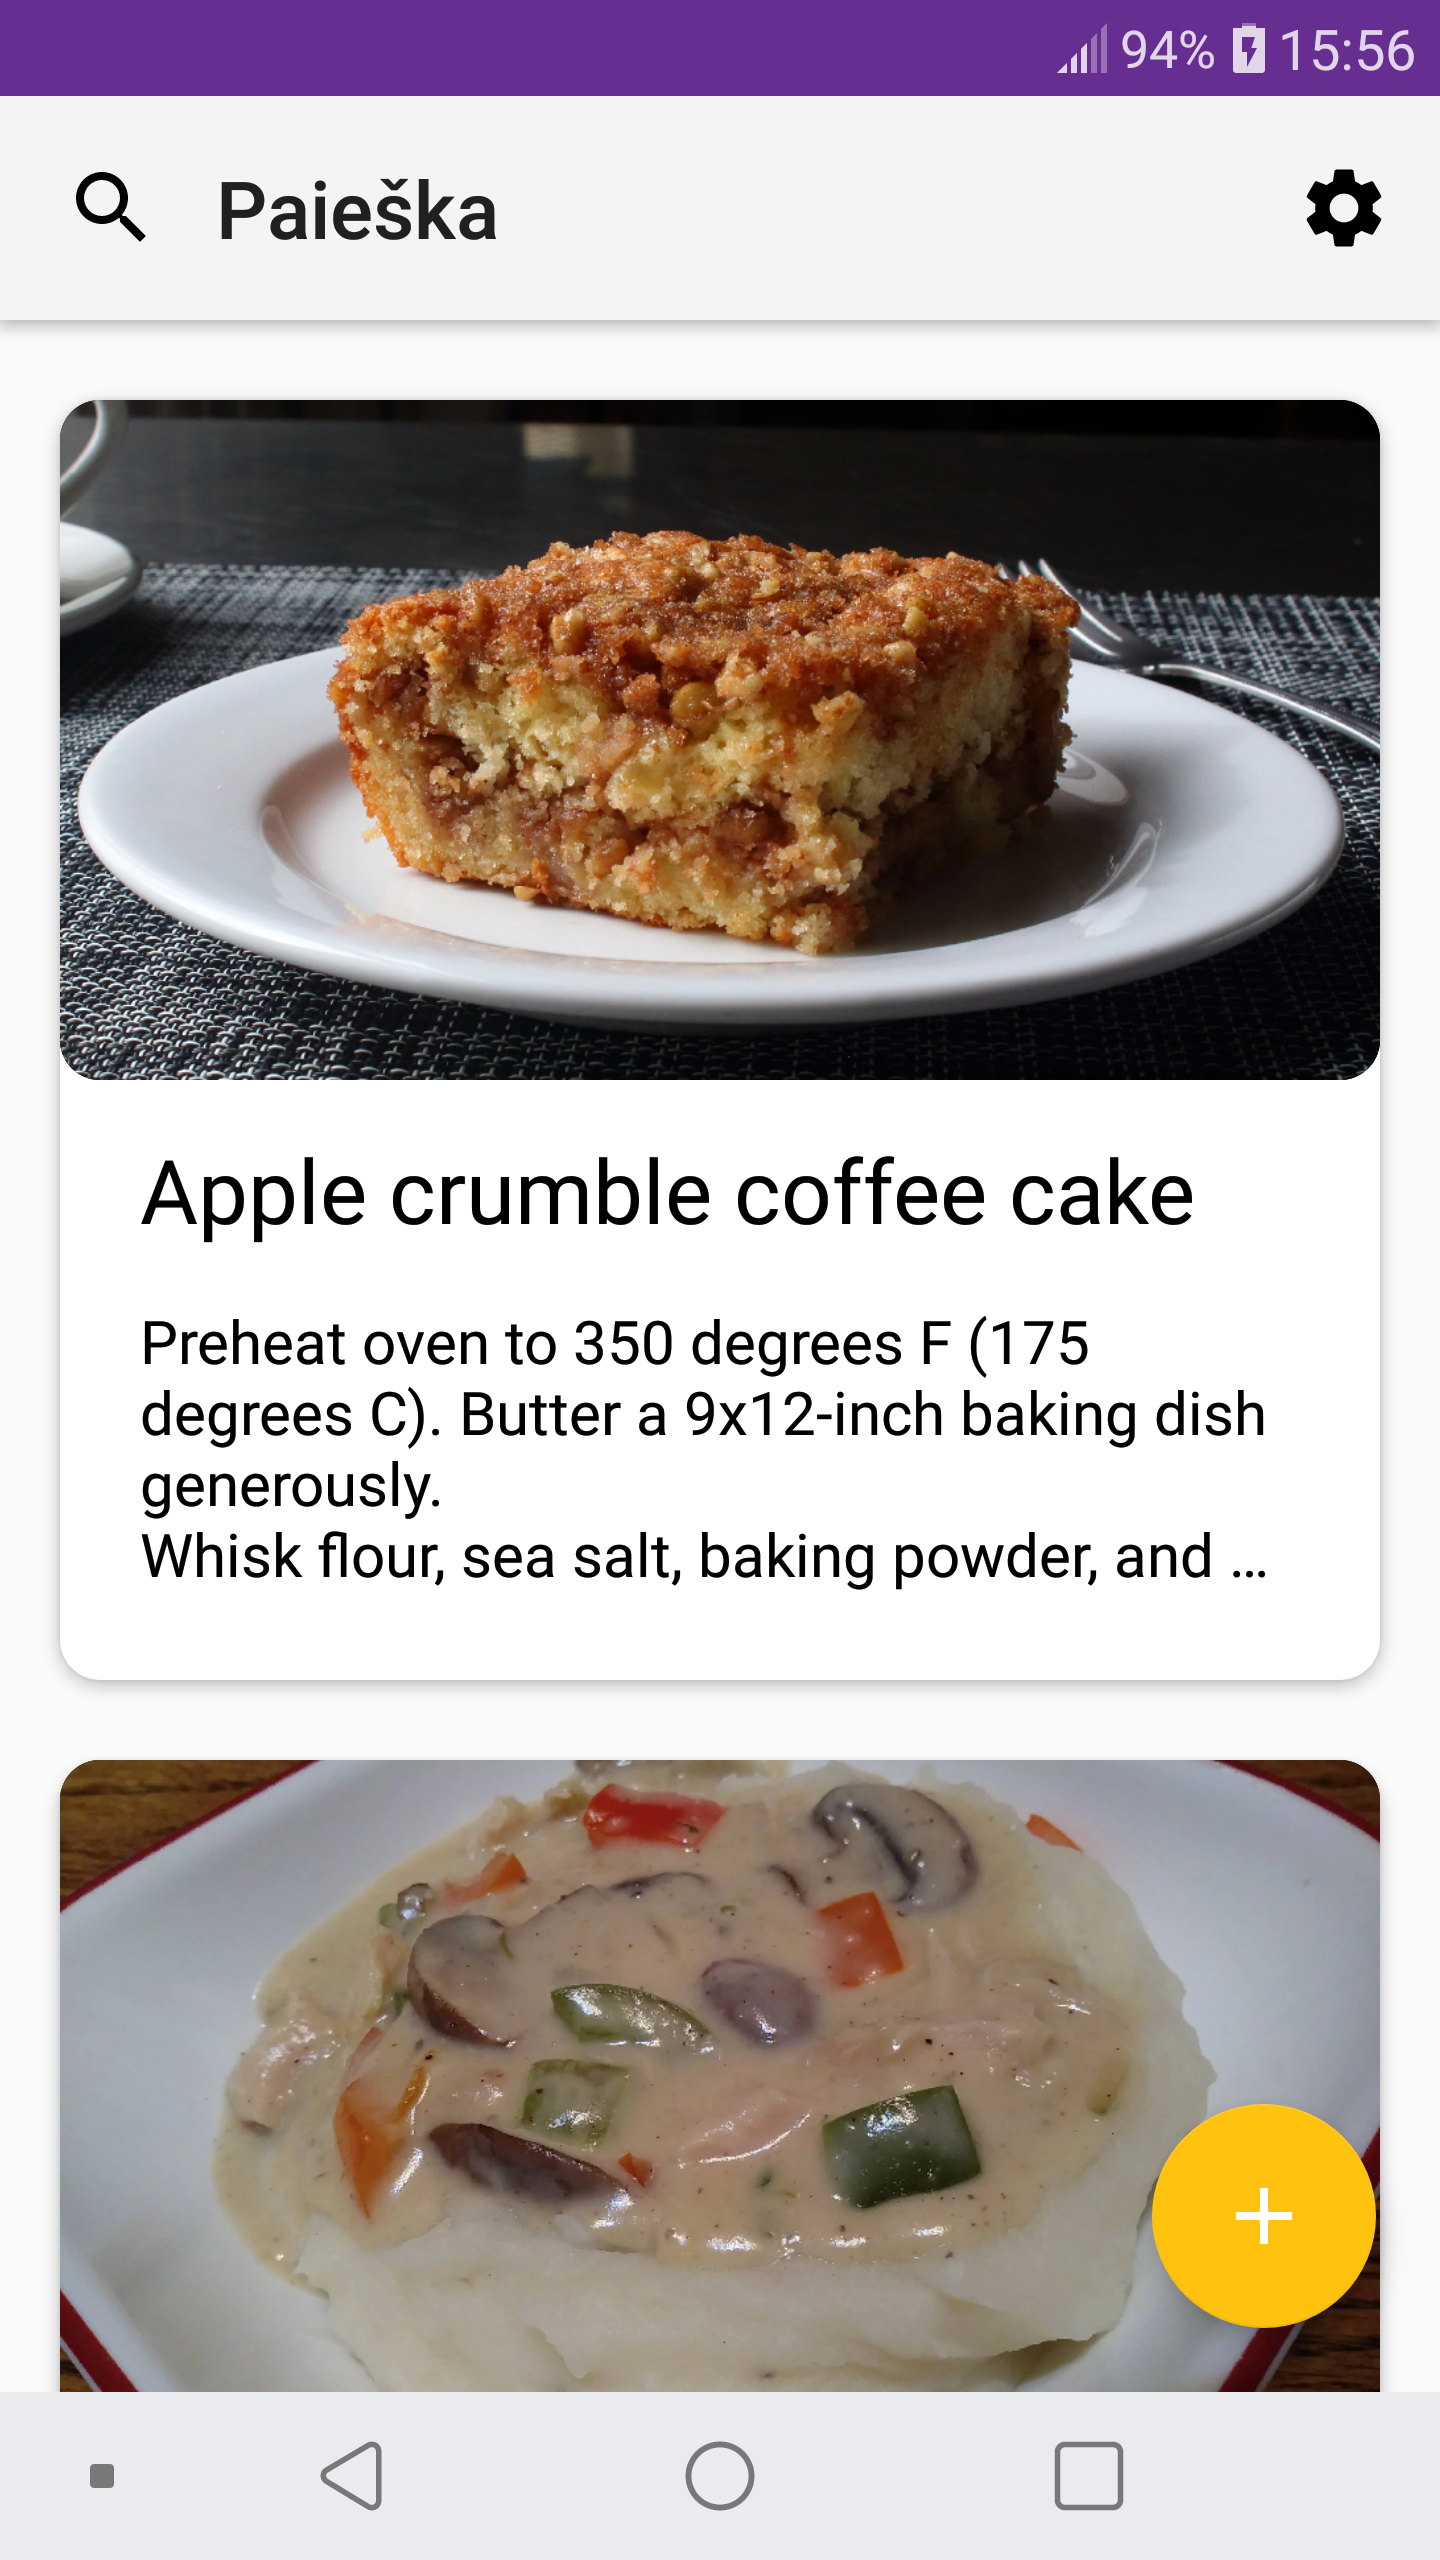 94% 15:56
Paieška
Apple crumble coffee cake
Preheat oven to 350 degrees F (175
degrees C). Butter a 9x12-inch baking dish
generously.
Whisk flour, sea salt, baking powder, and ...